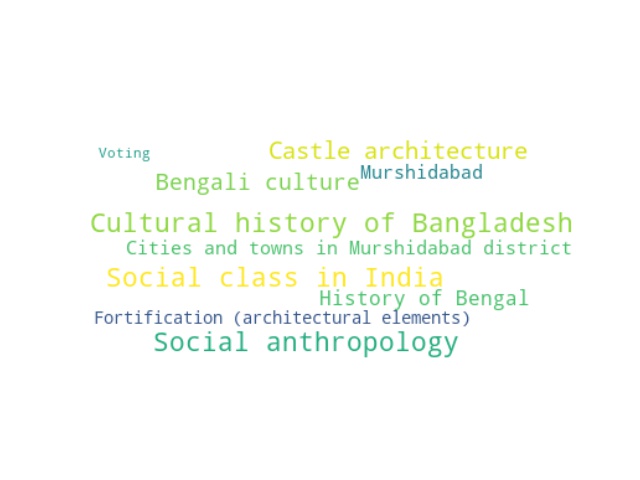 Voting
Castle architecture
Murshidabad
Bengali culture
Cultural history of Bangladesh
Cities and towns in Murshidabad district
Social class in India
History of Bengal
Fortification (architectural elements)
Social anthropology